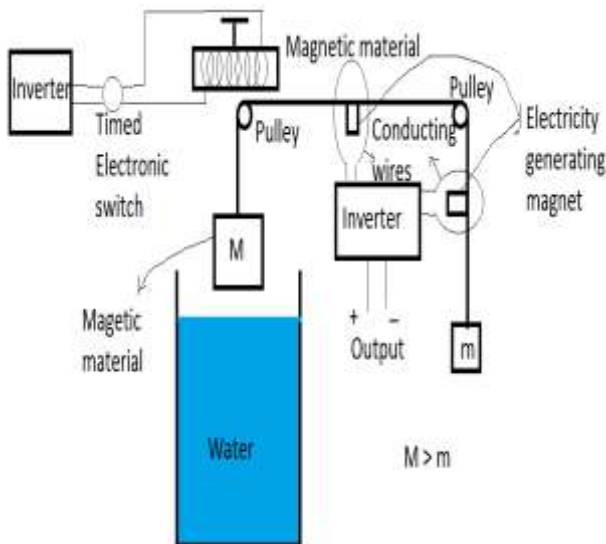 Magnetic material
Inverter
Timed
Electronic
switch
Pulley
Pulley
Conducting
wires
Electricity
generating
magnet
Inverter
M
Magetic
material
+ –
Output
m
Water
M > m